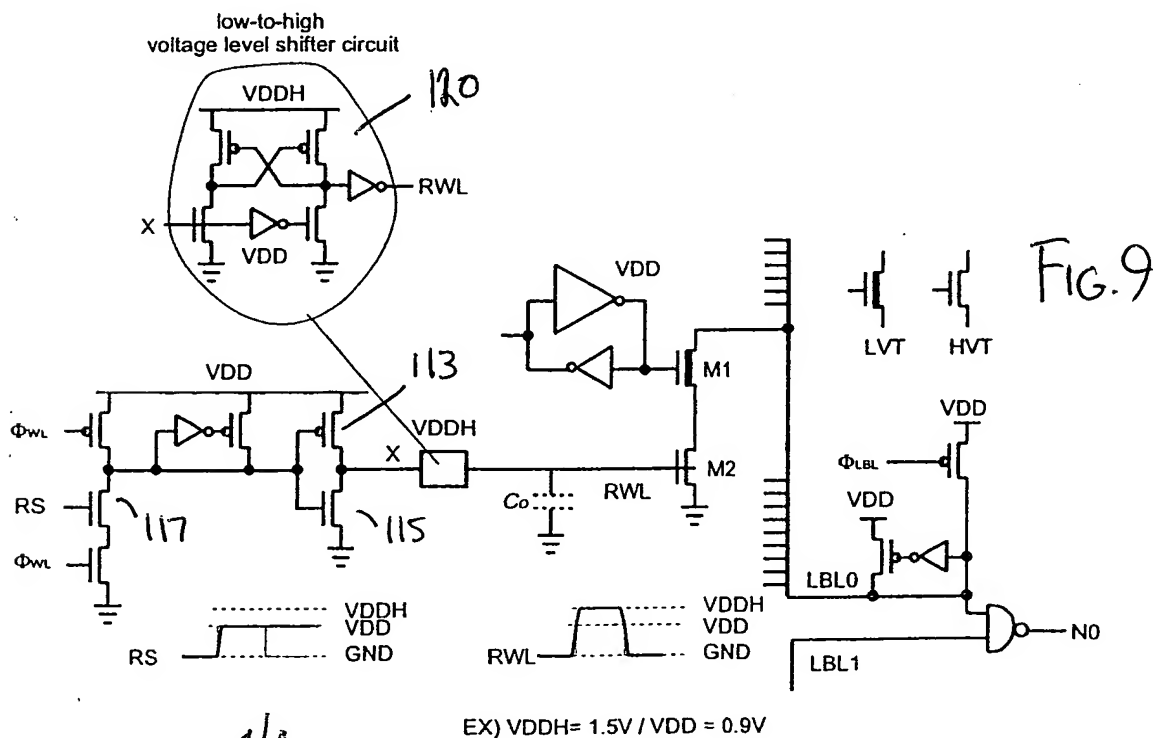 low-to-high
voltage level shifter circuit
VDDH
120
RWL
X
VDD
FIG.9
VDD
LVT
HVT
M1
VDD
113
VDDH
ΦWL
X
M2
RWL
Co
RS
117
115
ΦWL
VDD
ΦLBL
VDD
LBL0
N0
LBL1
VDDH
VDD
GND
RS
VDDH
VDD
GND
RWL
EX) VDDH= 1.5V / VDD = 0.9V